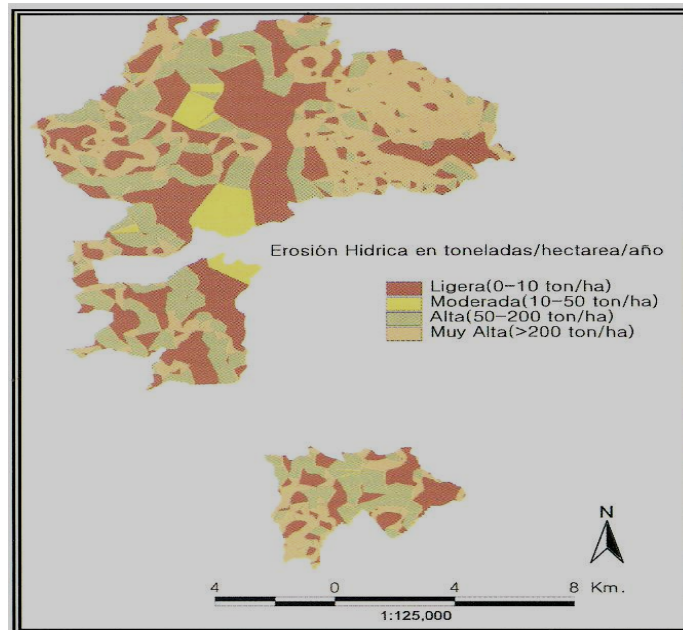 Erosión Hidrica en toneladas/hectarea/año
Ligera(0-10 ton/ha)
Moderada(10-50 ton/ha)
Alta(50-200 ton/ha)
Muy Alta(>200 ton/ha)
N
4 0 4 8 Km.
1:125,000